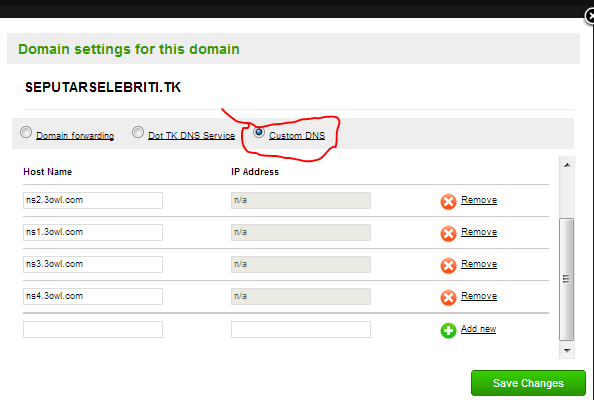 Domain settings for this domain
SEPUTARSELEBRITI.TK
Domain forwarding Dot TK DNS Service Custom DNS
Host Name IP Address
ns2.3owl.com n/a Remove
ns1.3owl.com n/a Remove
ns3.3owl.com n/a Remove
ns4.3owl.com n/a Remove
Add new
Save Changes